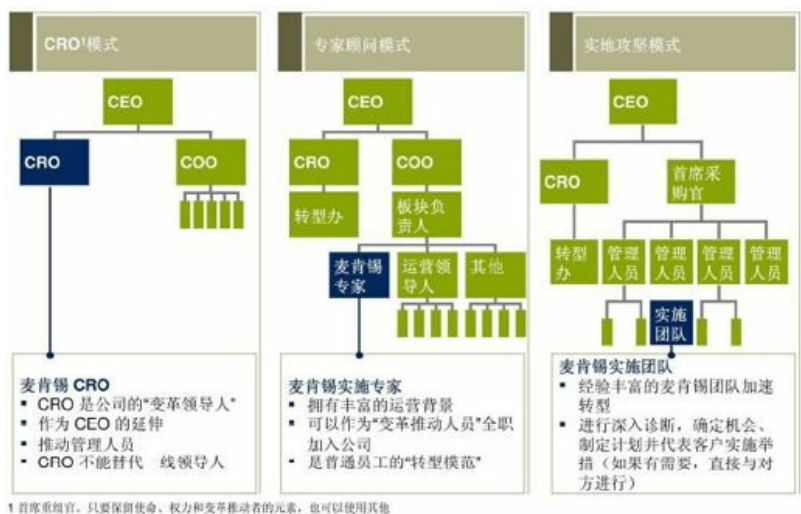 CRO¹模式
CEO
CRO
COO
麦肯锡 CRO
▪ CRO 是公司的“变革领导人”
▪ 作为 CEO 的延伸
▪ 推动管理人员
▪ CRO 不能替代一线领导人
专家顾问模式
CEO
CRO
COO
转型办
板块负
责人
麦肯锡
专家
运营领
导人
其他
麦肯锡实施专家
▪ 拥有丰富的运营背景
▪ 可以作为“变革推动人员”全职
加入公司
▪ 是普通员工的“转型模范”
实地攻坚模式
CEO
CRO
首席采
购官
转型
办
管理
人员
管理
人员
管理
人员
管理
人员
实施
团队
麦肯锡实施团队
▪ 经验丰富的麦肯锡团队加速
转型
▪ 进行深入诊断，确定机会、
制定计划并代表客户实施举
措（如果有需要，直接与对
方进行）
1 首席重组官。只要保留使命、权力和变革推动者的元素，也可以使用其他